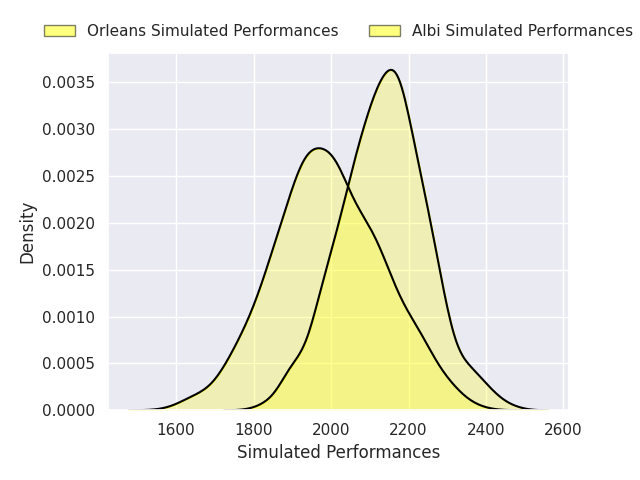 Orleans Simulated Performances
Albi Simulated Performances
0.0035
0.0030
0.0025
0.0020
0.0015
0.0010
0.0005
0.0000
Density
1600 1800 2000 2200 2400 2600
Simulated Performances